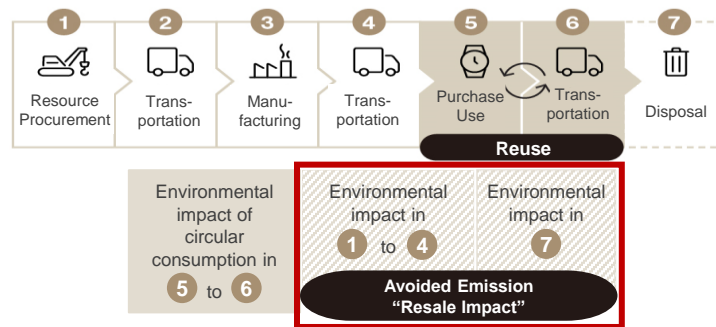 1
2
3
4
5
6
7
Resource
Procurement
Trans-
portation
Manu-
facturing
Trans-
portation
Purchase
Use
Trans-
portation
Disposal
Reuse
Environmental
impact of
circular
consumption in
5 to 6
Environmental
impact in
1 to 4
Environmental
impact in
7
Avoided Emission
“Resale Impact”